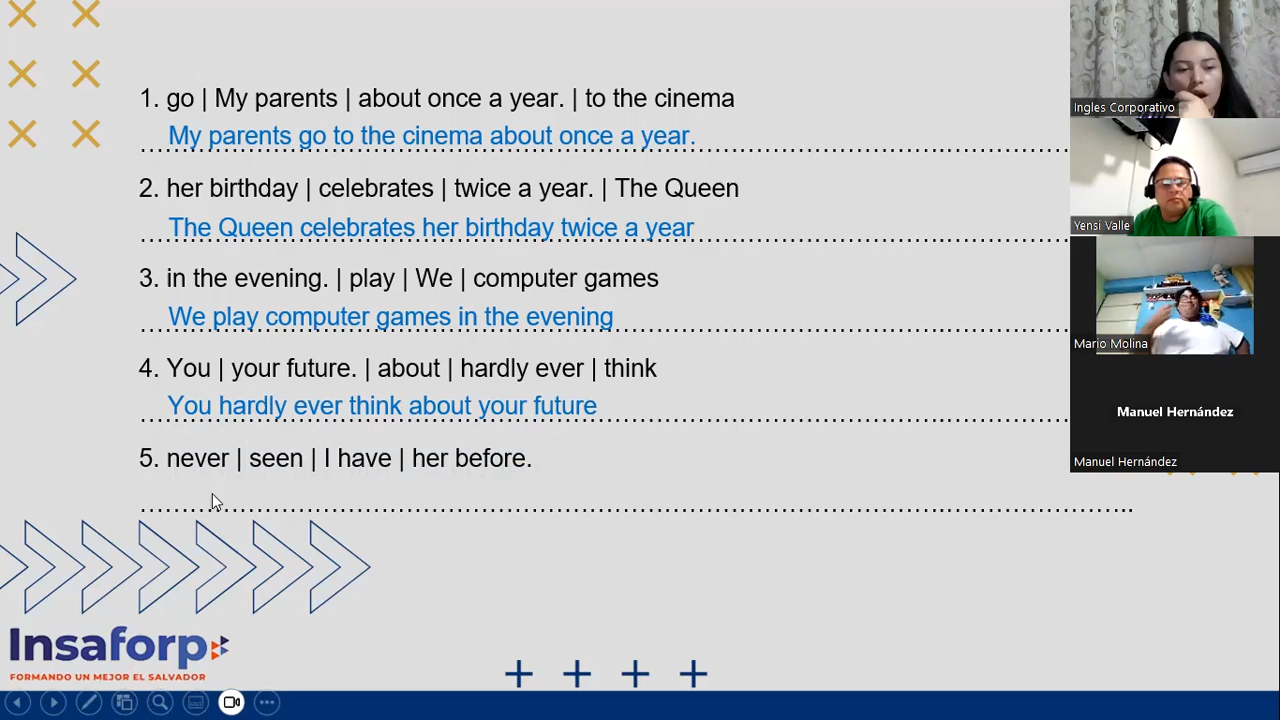 1. go | My parents | about once a year. | to the cinema
My parents go to the cinema about once a year.
2. her birthday | celebrates | twice a year. | The Queen
The Queen celebrates her birthday twice a year
3. in the evening. | play | We | computer games
We play computer games in the evening
4. You | your future. | about | hardly ever | think
You hardly ever think about your future
5. never | seen | I have | her before.
Insaforp
FORMANDO UN MEJOR EL SALVADOR
Ingles Corporativo
Yensi Valle
Mario Molina
Manuel Hernández
Manuel Hernández